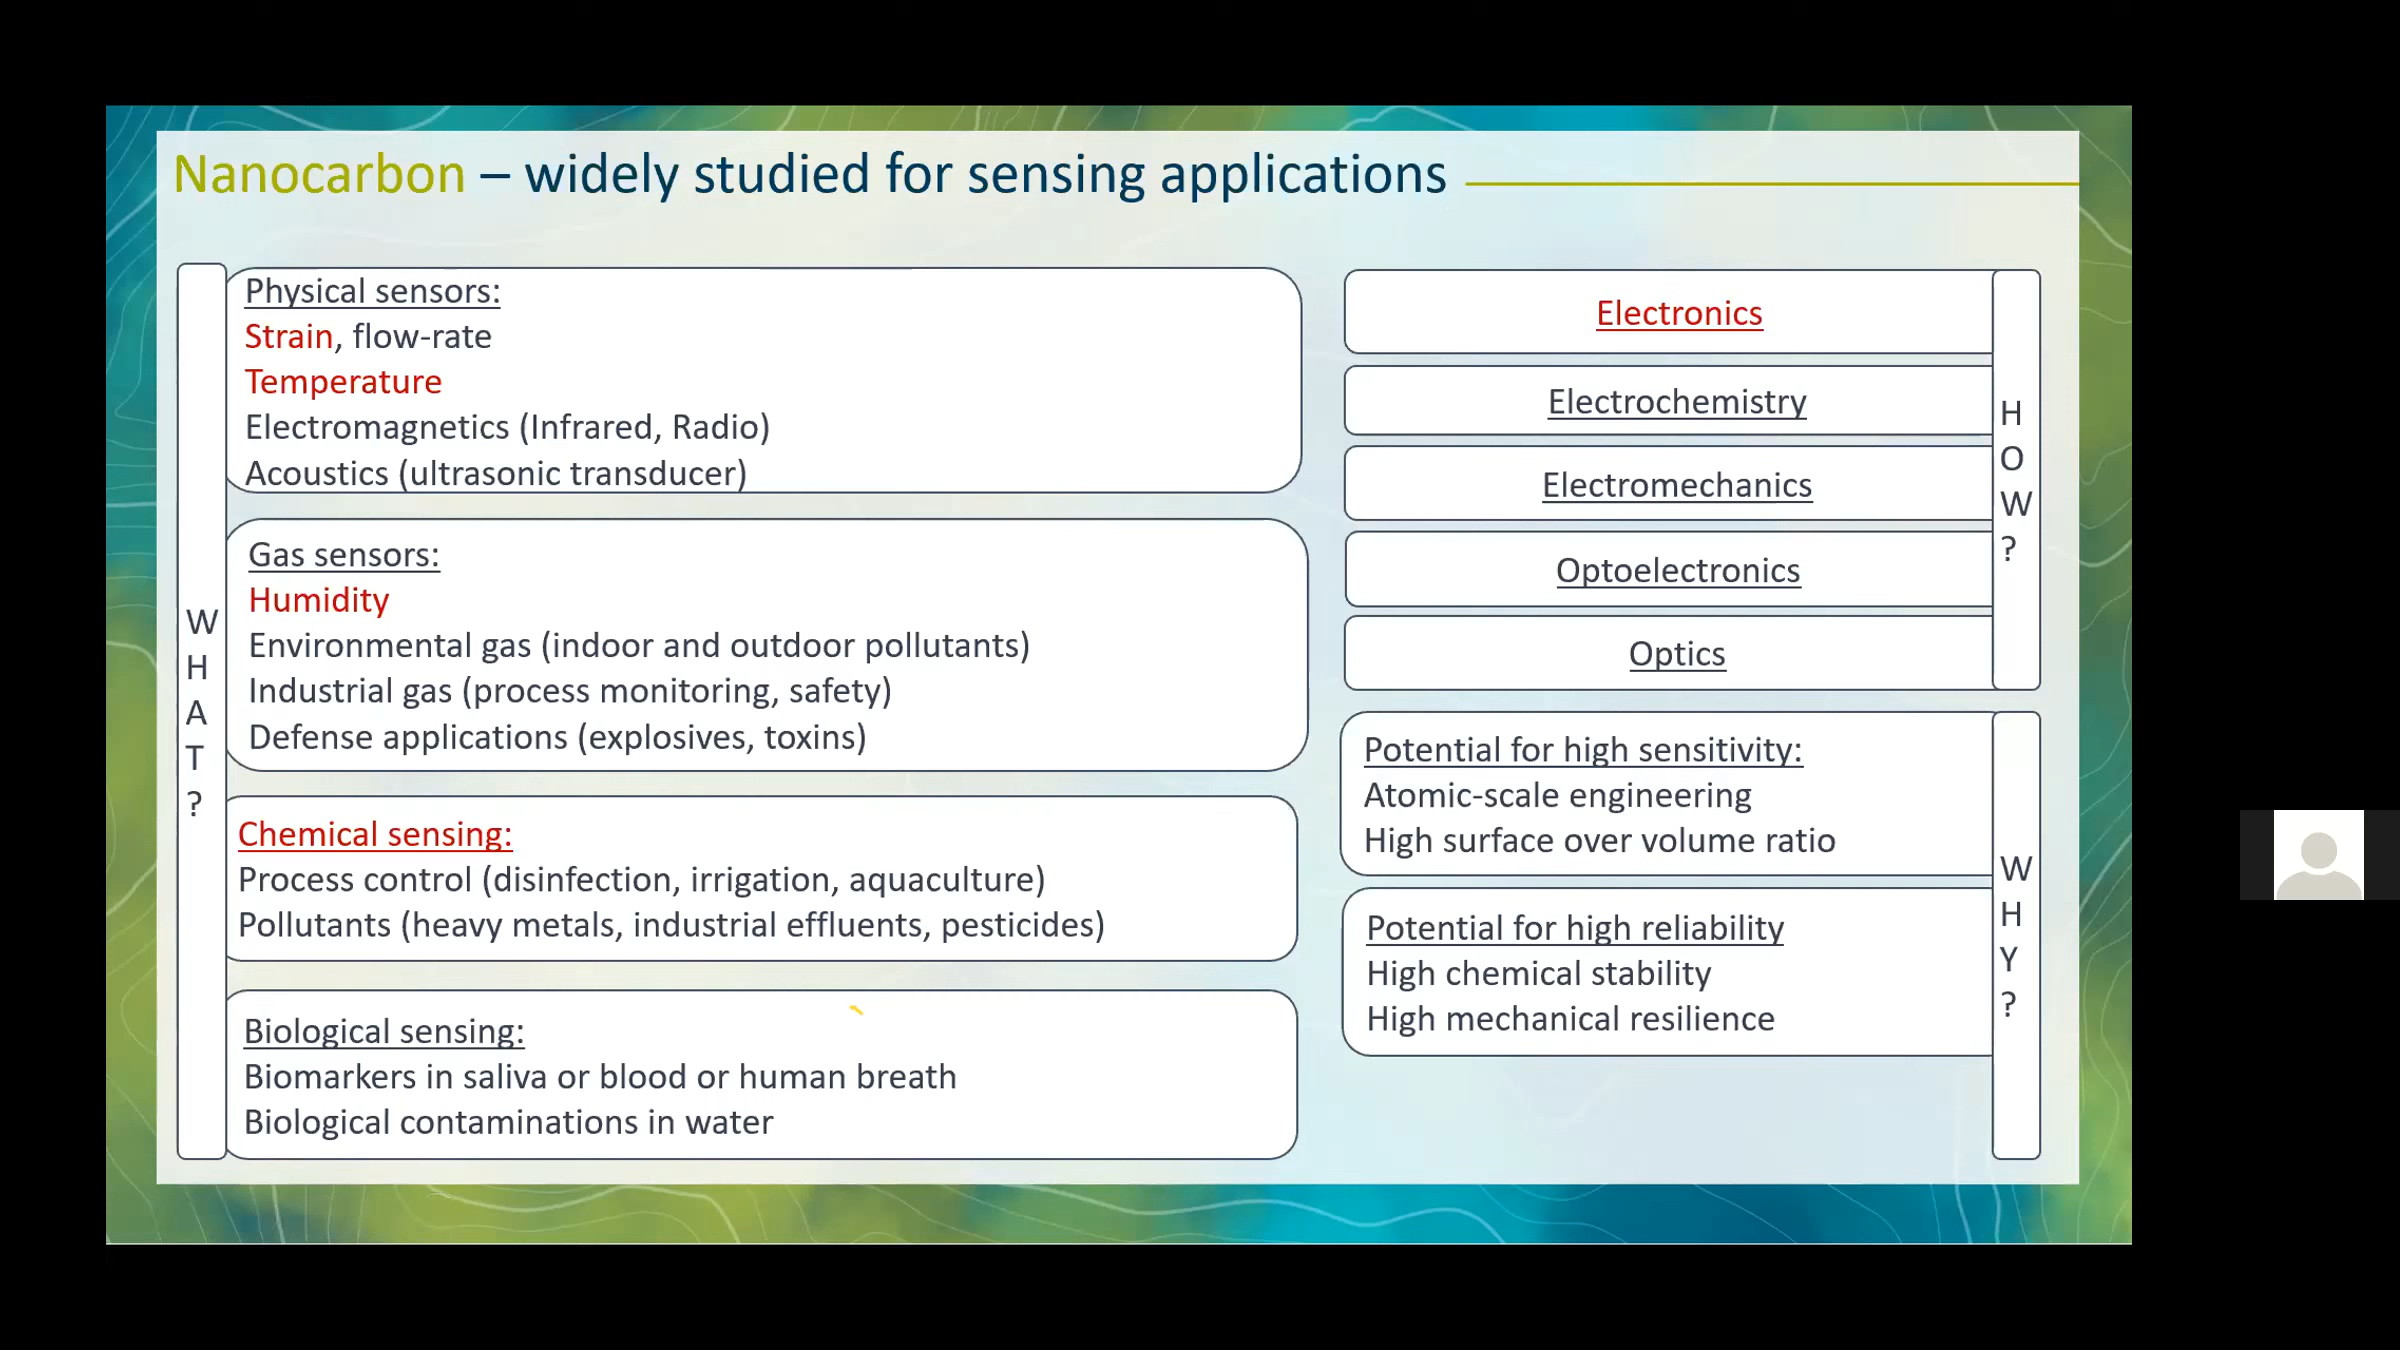 Nanocarbon – widely studied for sensing applications
WHAT?
Physical sensors:
Strain, flow-rate
Temperature
Electromagnetics (Infrared, Radio)
Acoustics (ultrasonic transducer)
Gas sensors:
Humidity
Environmental gas (indoor and outdoor pollutants)
Industrial gas (process monitoring, safety)
Defense applications (explosives, toxins)
Chemical sensing:
Process control (disinfection, irrigation, aquaculture)
Pollutants (heavy metals, industrial effluents, pesticides)
Biological sensing:
Biomarkers in saliva or blood or human breath
Biological contaminations in water
HOW?
Electronics
Electrochemistry
Electromechanics
Optoelectronics
Optics
WHY?
Potential for high sensitivity:
Atomic-scale engineering
High surface over volume ratio
Potential for high reliability
High chemical stability
High mechanical resilience